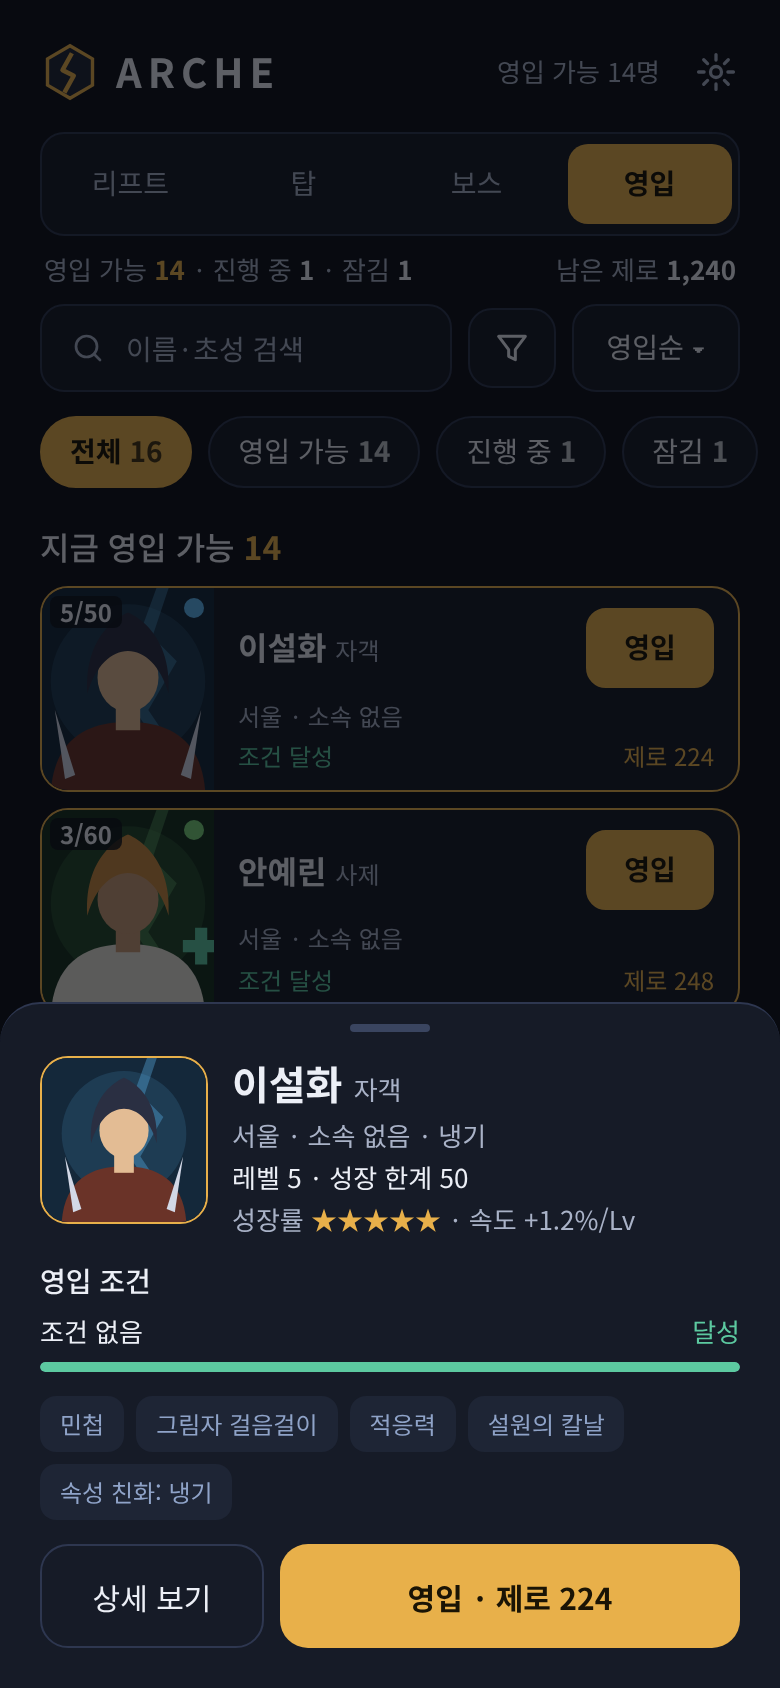 ARCHE
영입 가능 14명
리프트 탑 보스 영입
영입 가능 14 · 진행 중 1 · 잠김 1
남은 제로 1,240
이름·초성 검색
영입순
전체 16
영입 가능 14
진행 중 1
잠김 1
지금 영입 가능 14
5/50
이설화 자객
영입
서울 · 소속 없음
조건 달성
제로 224
3/60
안예린 사제
영입
서울 · 소속 없음
조건 달성
제로 248
이설화 자객
서울 · 소속 없음 · 냉기
레벨 5 · 성장 한계 50
성장률 ★★★★★ · 속도 +1.2%/Lv
영입 조건
조건 없음
달성
민첩
그림자 걸음걸이
적응력
설원의 칼날
속성 친화: 냉기
상세 보기
영입 · 제로 224